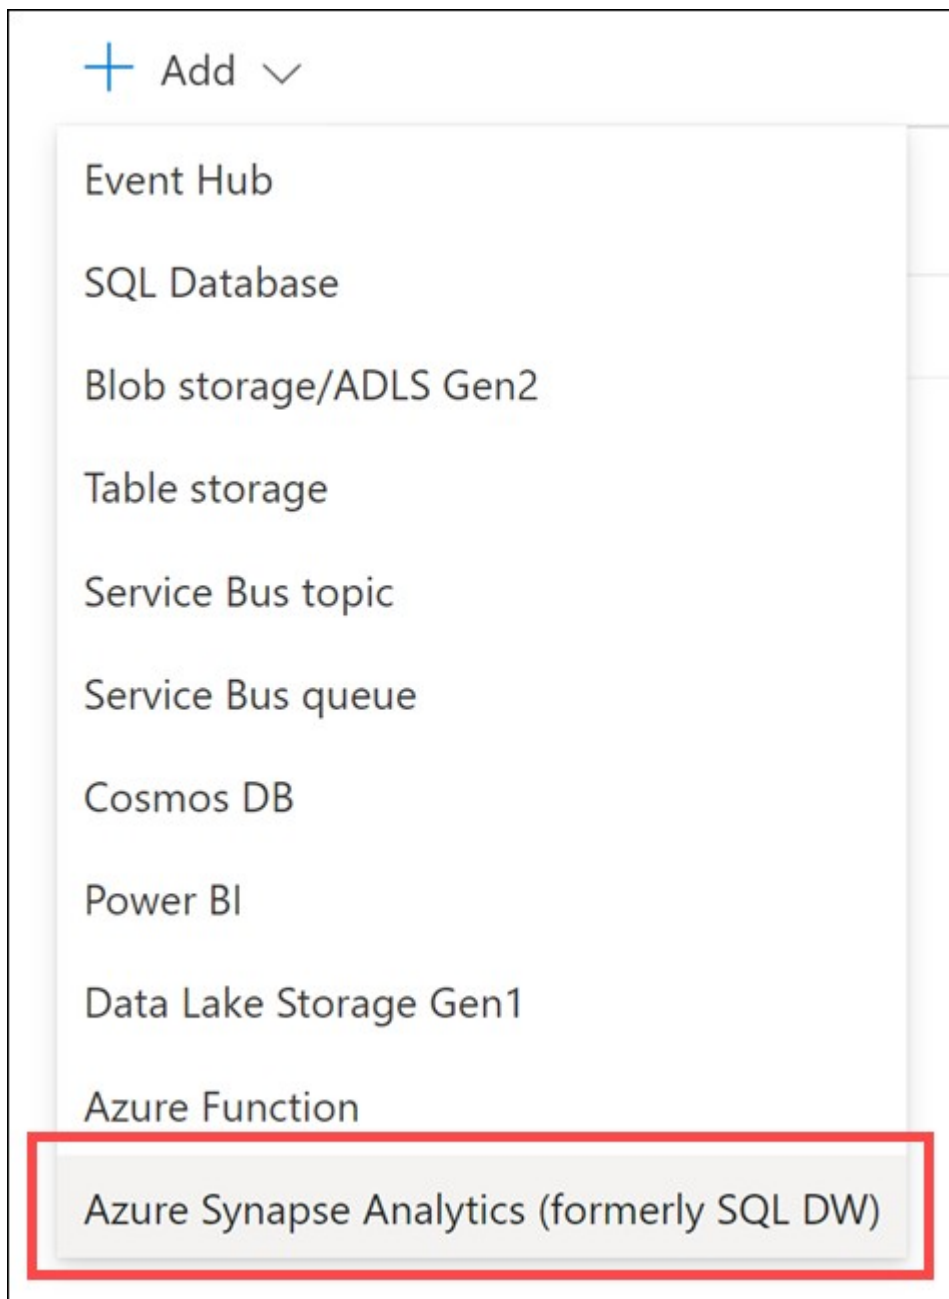 Add
Event Hub
SQL Database
Blob storage/ADLS Gen2
Table storage
Service Bus topic
Service Bus queue
Cosmos DB
Power BI
Data Lake Storage Gen1
Azure Function
Azure Synapse Analytics (formerly SQL DW)